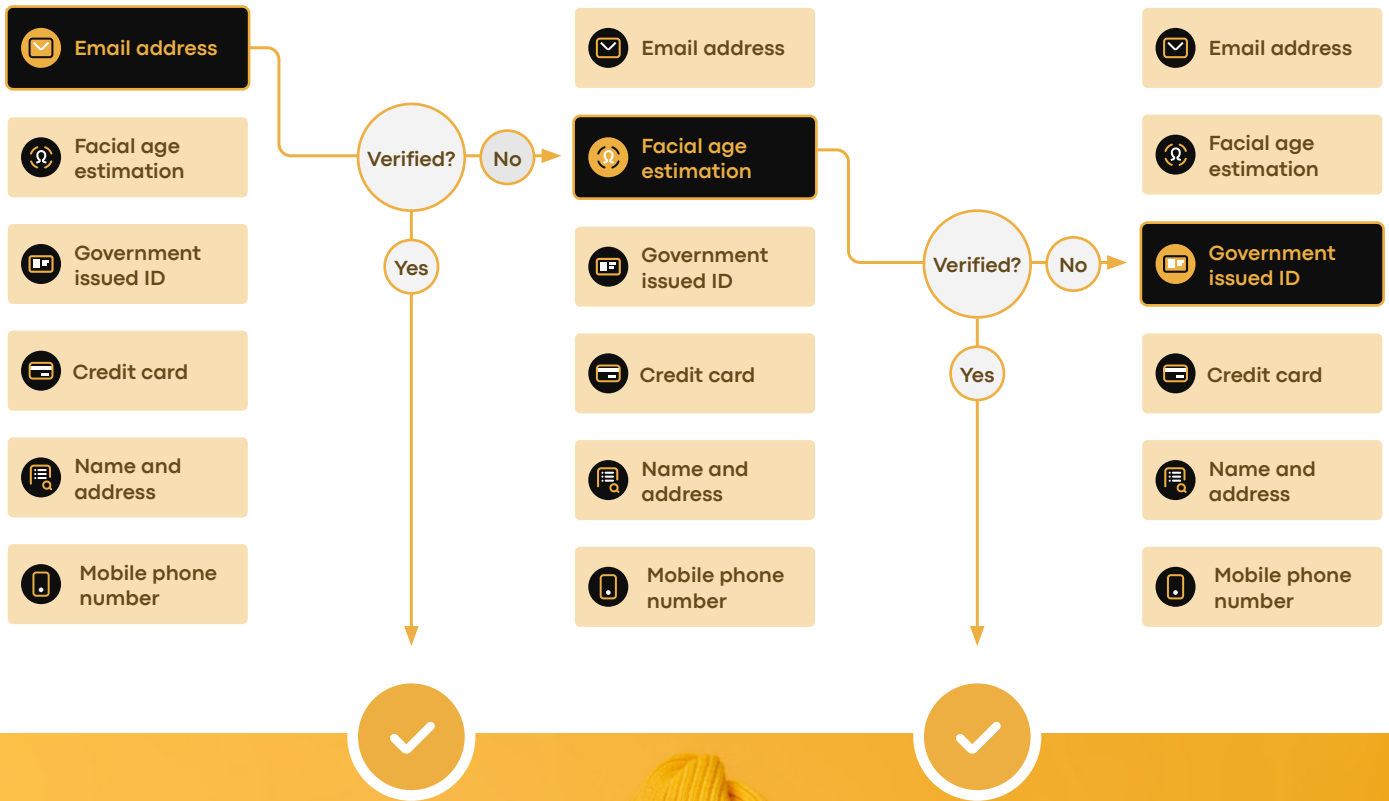 Email address
Facial age
estimation
Government
issued ID
Credit card
Name and
address
Mobile phone
number
Verified?
No
Yes
Email address
Facial age
estimation
Government
issued ID
Credit card
Name and
address
Mobile phone
number
Verified?
No
Yes
Email address
Facial age
estimation
Government
issued ID
Credit card
Name and
address
Mobile phone
number